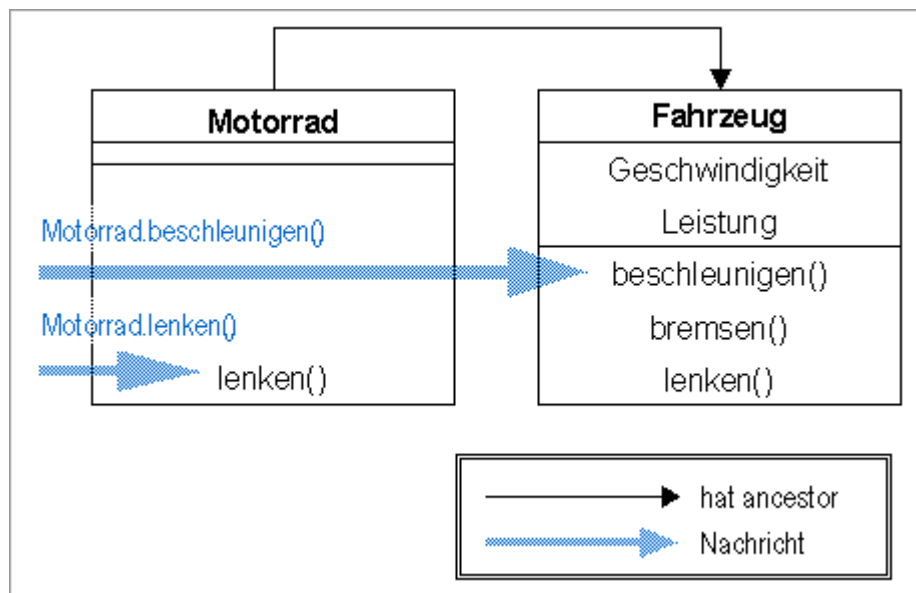 Motorrad
Fahrzeug
Geschwindigkeit
Leistung
Motorrad.beschleunigen()
beschleunigen()
Motorrad.lenken()
bremsen()
lenken()
lenken()
hat ancestor
Nachricht